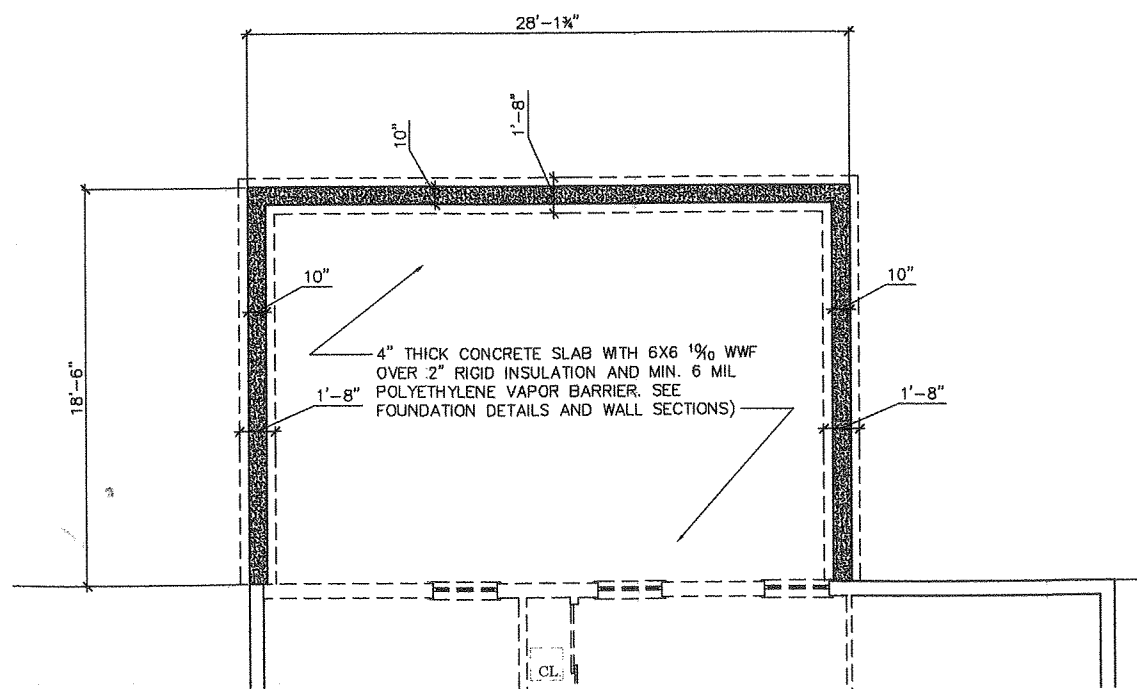 28'-1¾"
10"
1'-8"
10"
10"
18'-6"
4" THICK CONCRETE SLAB WITH 6X6 10/10 WWF
OVER 2" RIGID INSULATION AND MIN. 6 MIL
POLYETHYLENE VAPOR BARRIER. SEE
FOUNDATION DETAILS AND WALL SECTIONS)
1'-8"
1'-8"
CL